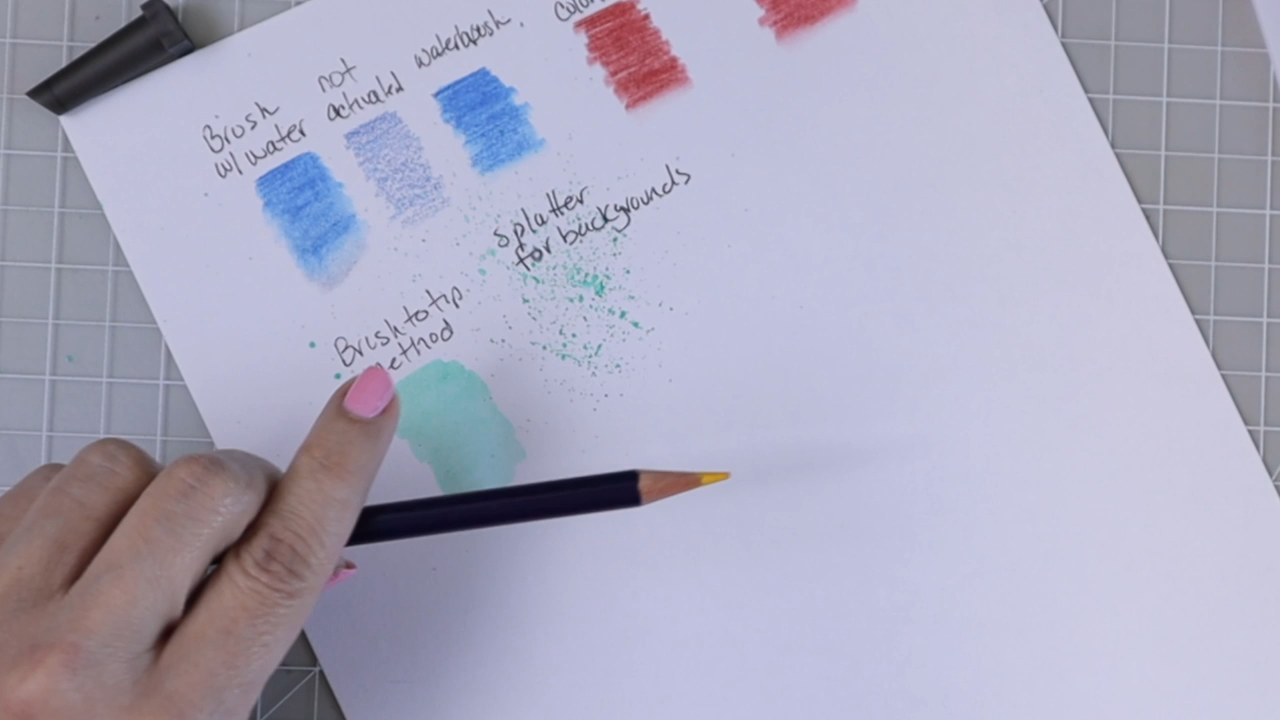 Brush
w/ water
not
activated
waterbrush.
splatter
for backgrounds
Brush to tip
method